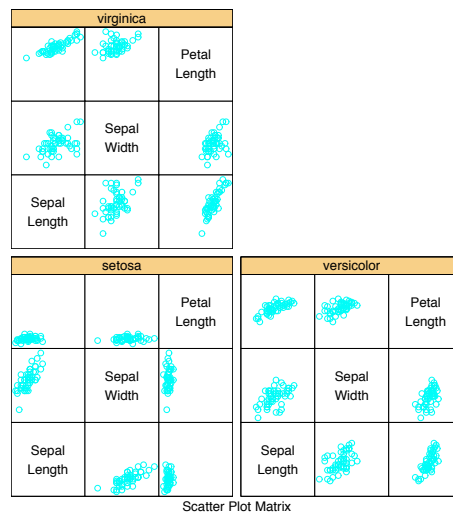 virginica
Petal
Length
Sepal
Width
Sepal
Length
setosa
Petal
Length
Sepal
Width
Sepal
Length
versicolor
Petal
Length
Sepal
Width
Sepal
Length
Scatter Plot Matrix